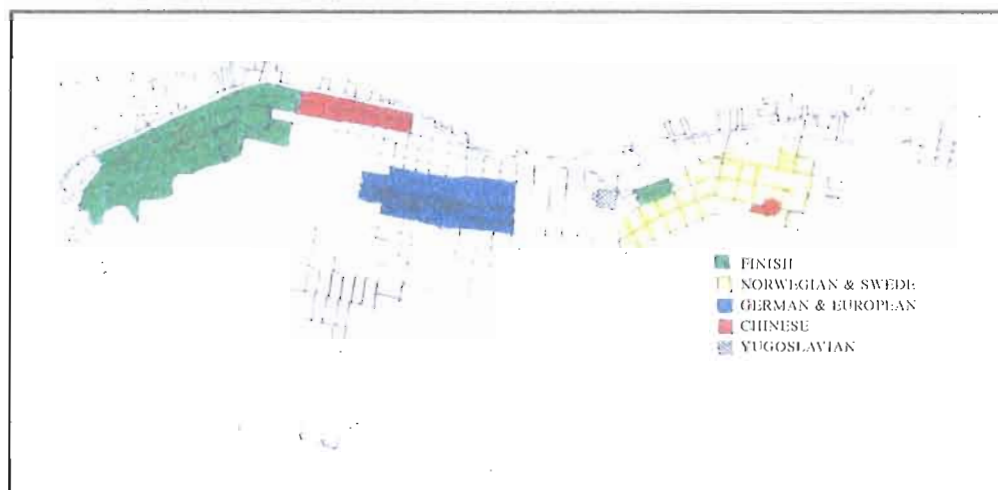 FINISH
NORWEGIAN & SWEDE
GERMAN & EUROPEAN
CHINESE
YUGOSLAVIAN